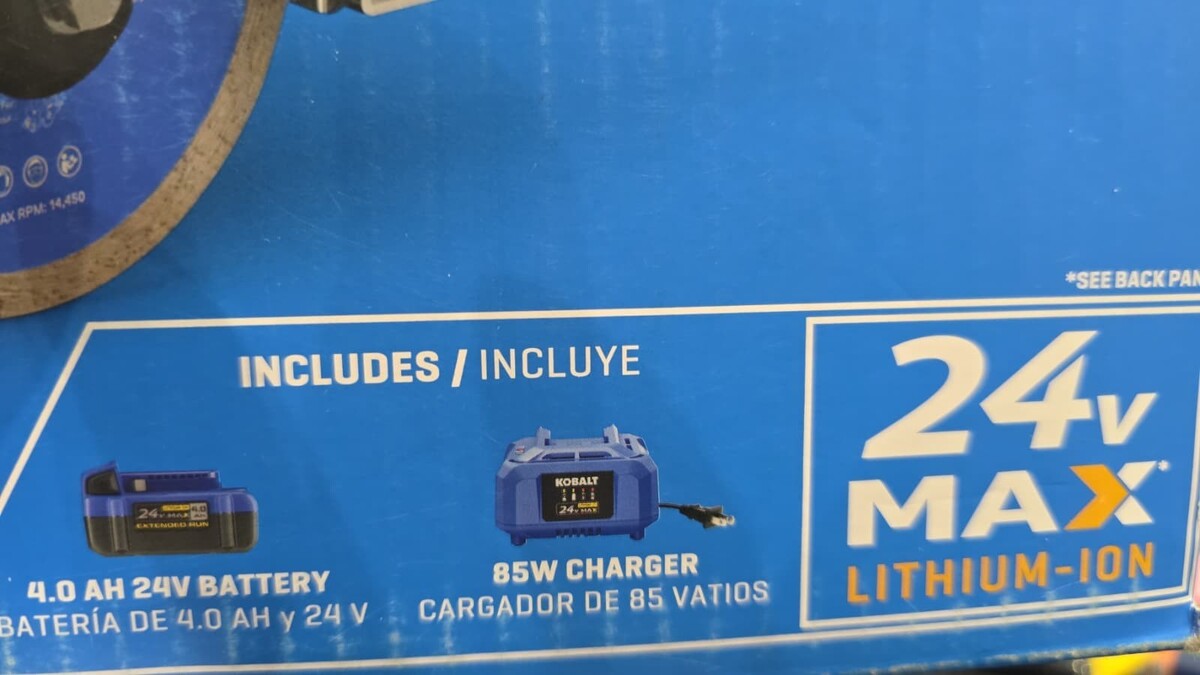 AX RPM: 14,450
*SEE BACK PAN
INCLUDES / INCLUYE
24V
MAX*
LITHIUM-ION
24V MAX
4.0
EXTENDED RUN
KOBALT
24V MAX
4.0 AH 24V BATTERY
BATERÍA DE 4.0 AH y 24 V
85W CHARGER
CARGADOR DE 85 VATIOS